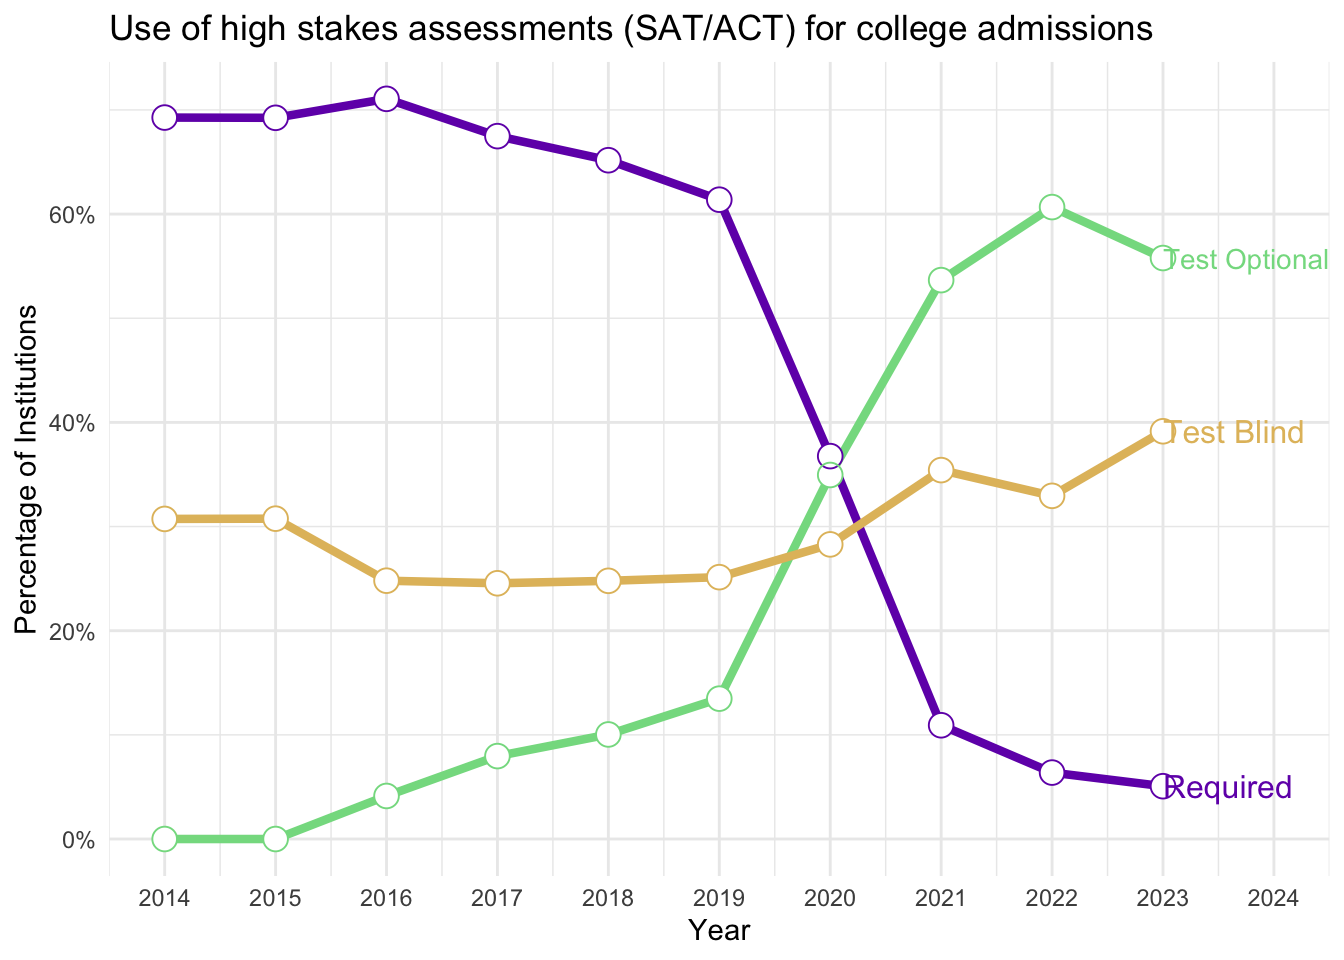 Use of high stakes assessments (SAT/ACT) for college admissions
Percentage of Institutions
60%
40%
20%
0%
Test Optional
Test Blind
Required
2014 2015 2016 2017 2018 2019 2020 2021 2022 2023 2024
Year